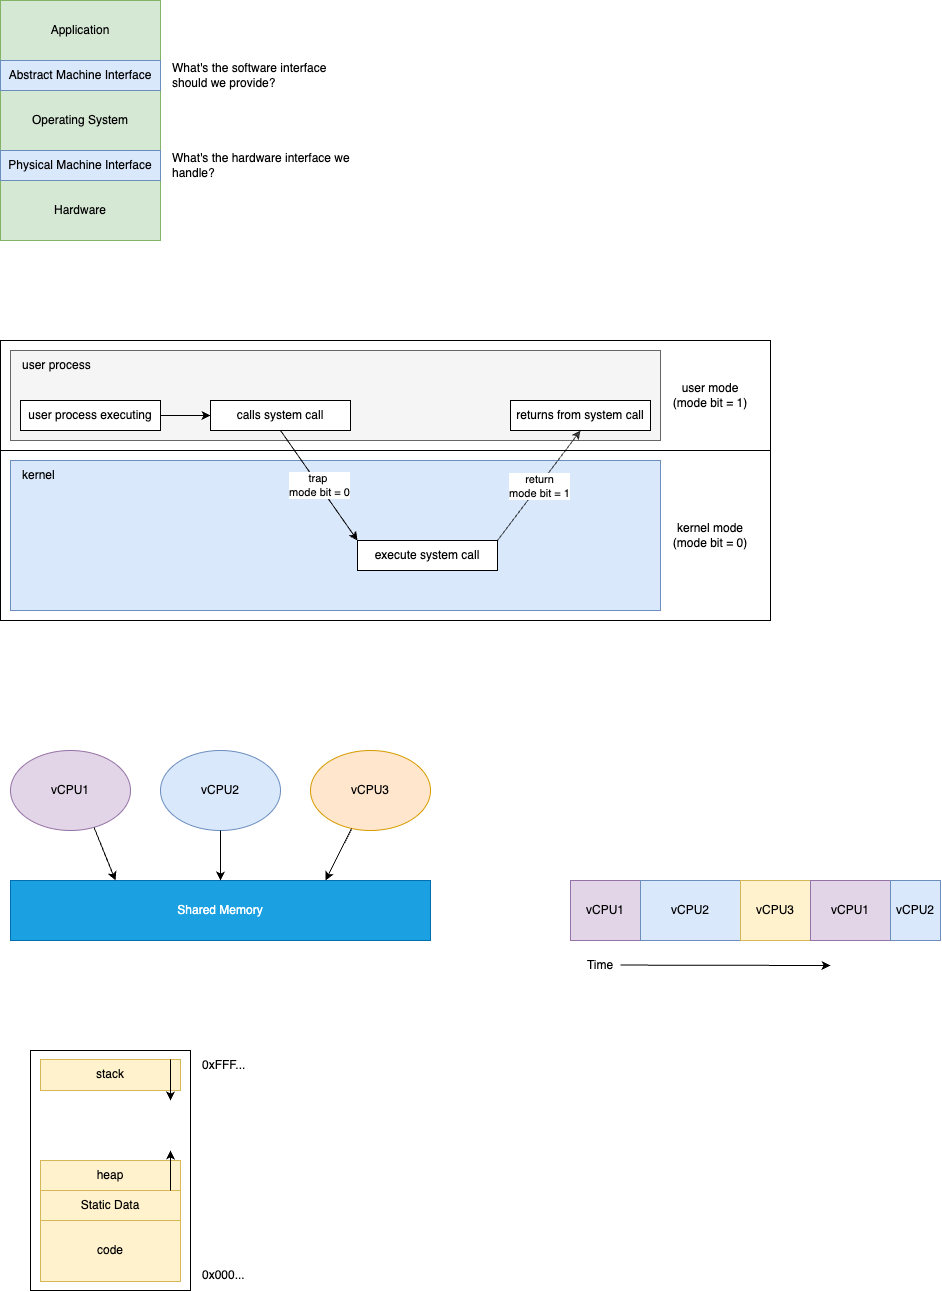 Application
Abstract Machine Interface
What's the software interface
should we provide?
Operating System
Physical Machine Interface
What's the hardware interface we
handle?
Hardware
user process
user process executing
calls system call
returns from system call
user mode
(mode bit = 1)
kernel
trap
mode bit = 0
return
mode bit = 1
execute system call
kernel mode
(mode bit = 0)
vCPU1
vCPU2
vCPU3
Shared Memory
vCPU1
vCPU2
vCPU3
vCPU1
vCPU2
Time
stack
0xFFF...
heap
Static Data
code
0x000...